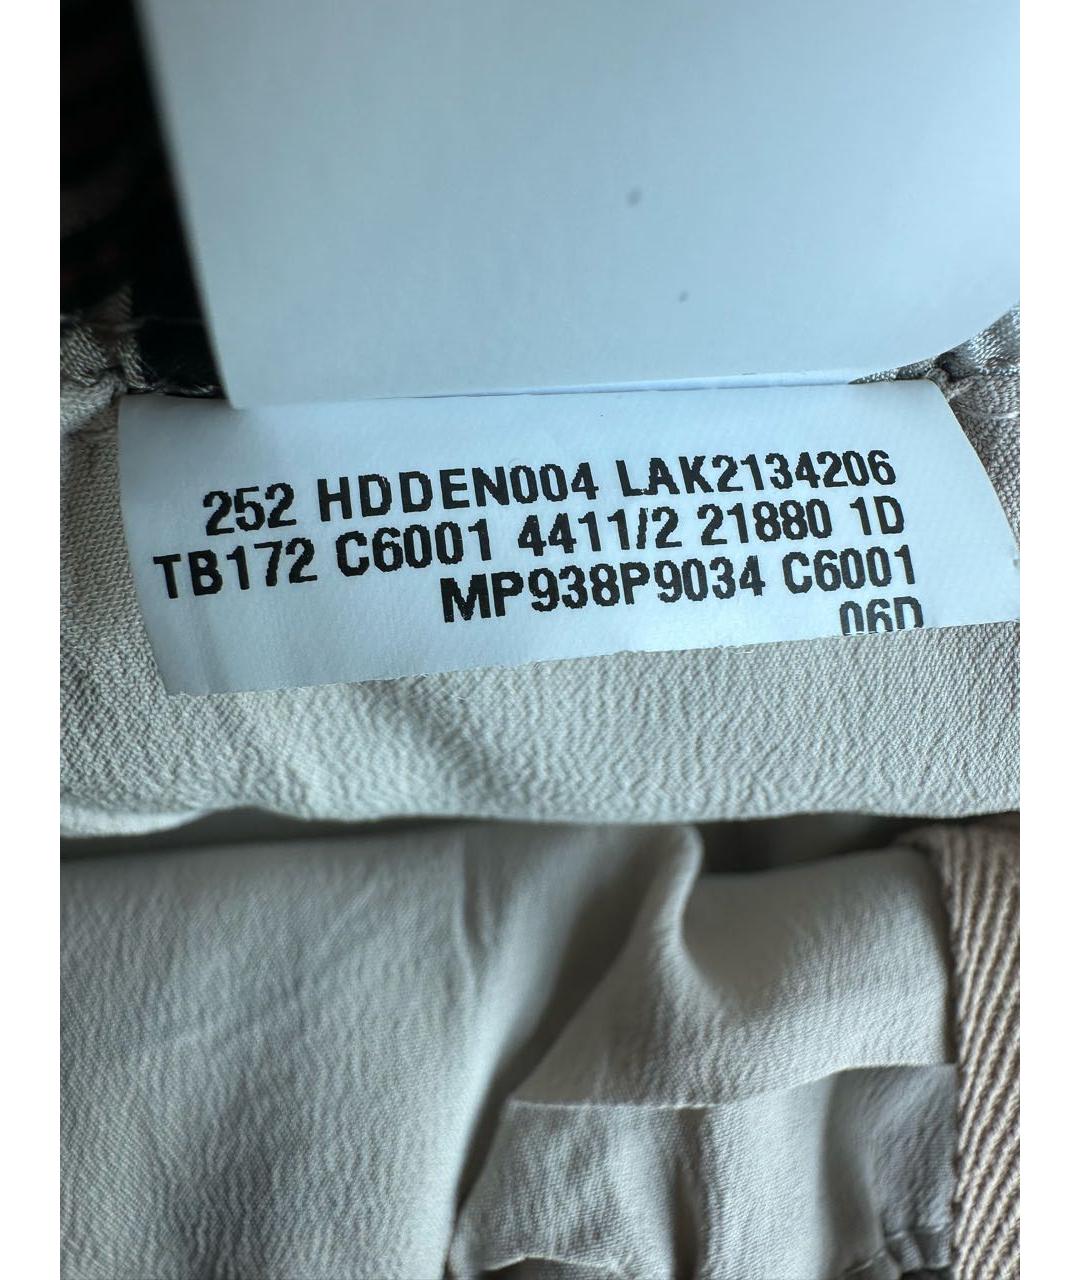 252 HDDEN004 LAK2134206
TB172 C6001 4411/2 21880 1D
MP938P9034 C6001
06D